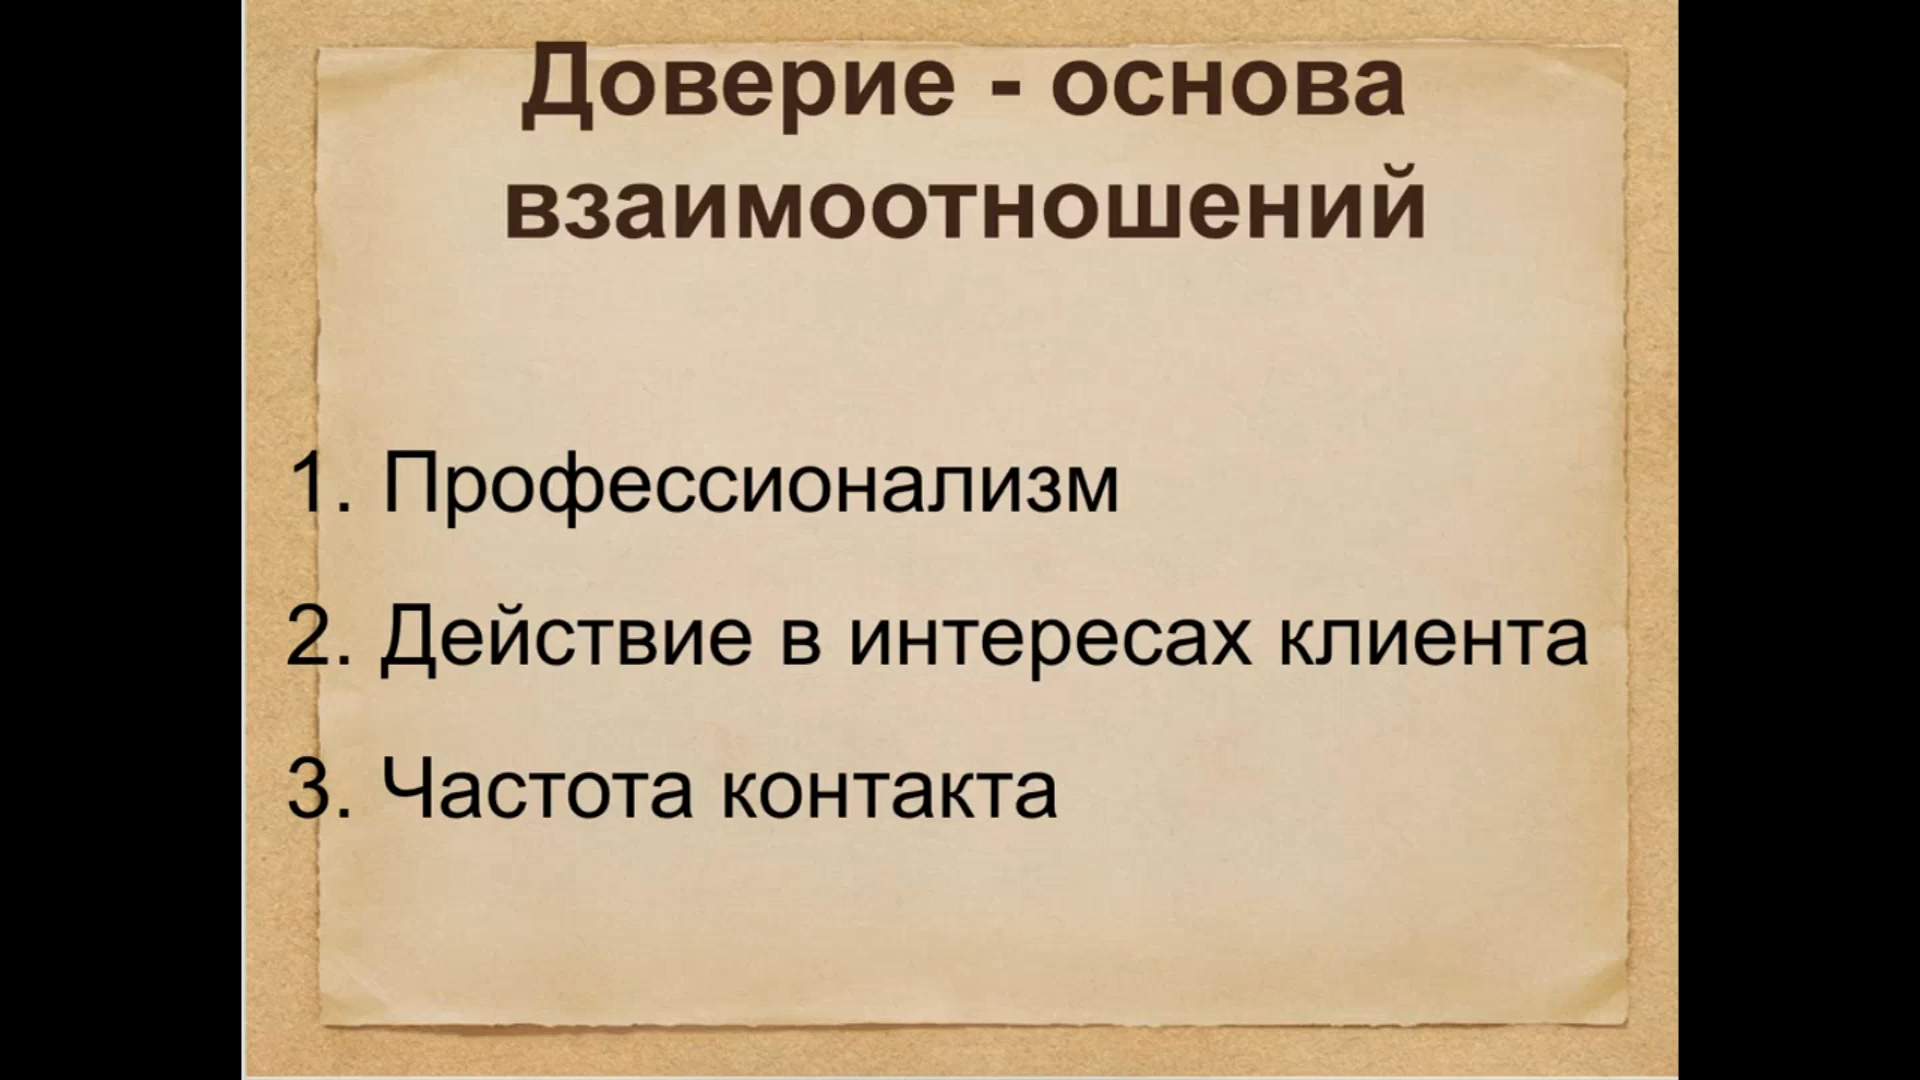 Доверие - основа
взаимоотношений
1. Профессионализм
2. Действие в интересах клиента
3. Частота контакта